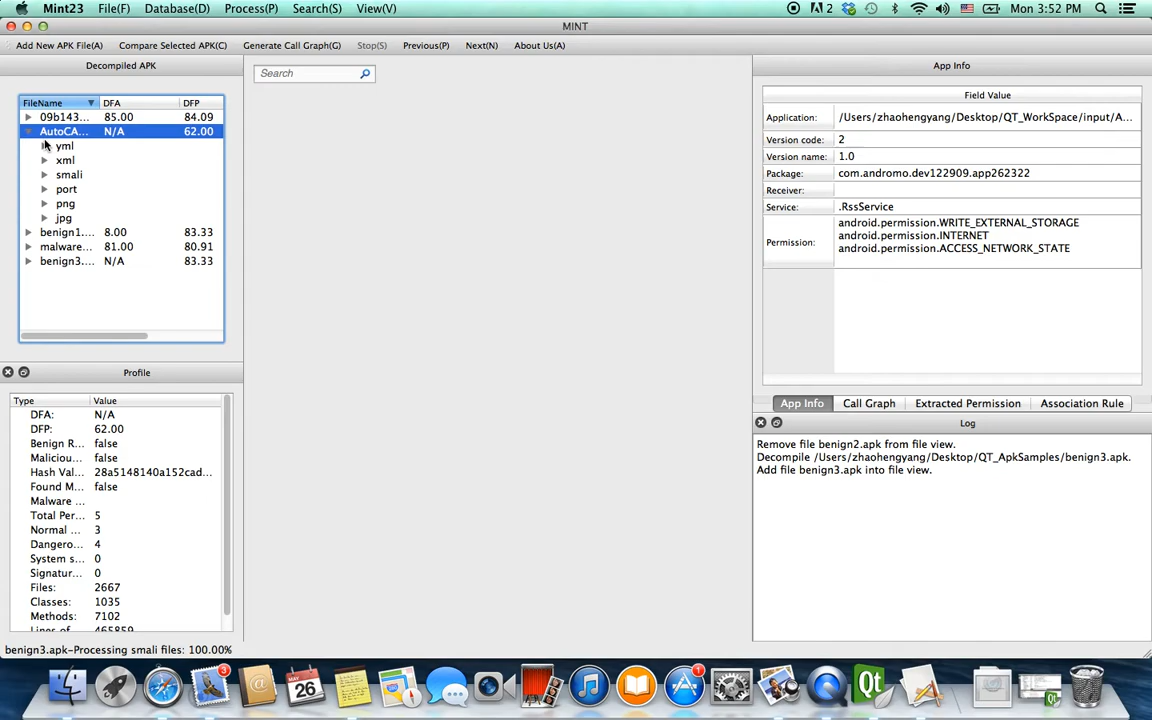 Mint23 File(F) Database(D) Process(P) Search(S) View(V) 2 Mon 3:52 PM
MINT
Add New APK File(A) Compare Selected APK(C) Generate Call Graph(G) Stop(S) Previous(P) Next(N) About Us(A)
Decompiled APK
FileName DFA DFP
09b143... 85.00 84.09
AutoCA... N/A 62.00
yml
xml
smali
port
png
jpg
benign1.... 8.00 83.33
malware... 81.00 80.91
benign3.... N/A 83.33
Search
App Info
Field Value
Application: /Users/zhaohengyang/Desktop/QT_WorkSpace/input/A...
Version code: 2
Version name: 1.0
Package: com.andromo.dev122909.app262322
Receiver:
Service: .RssService
Permission: android.permission.WRITE_EXTERNAL_STORAGE
android.permission.INTERNET
android.permission.ACCESS_NETWORK_STATE
App Info Call Graph Extracted Permission Association Rule
Profile
Type Value
DFA: N/A
DFP: 62.00
Benign R... false
Maliciou... false
Hash Val... 28a5148140a152cad...
Found M... false
Malware ...
Total Per... 5
Normal ... 3
Dangero... 4
System s... 0
Signatur... 0
Files: 2667
Classes: 1035
Methods: 7102
Lines of 465859
Log
Remove file benign2.apk from file view.
Decompile /Users/zhaohengyang/Desktop/QT_ApkSamples/benign3.apk.
Add file benign3.apk into file view.
benign3.apk-Processing smali files: 100.00%
3
MAY
26
1
Qt